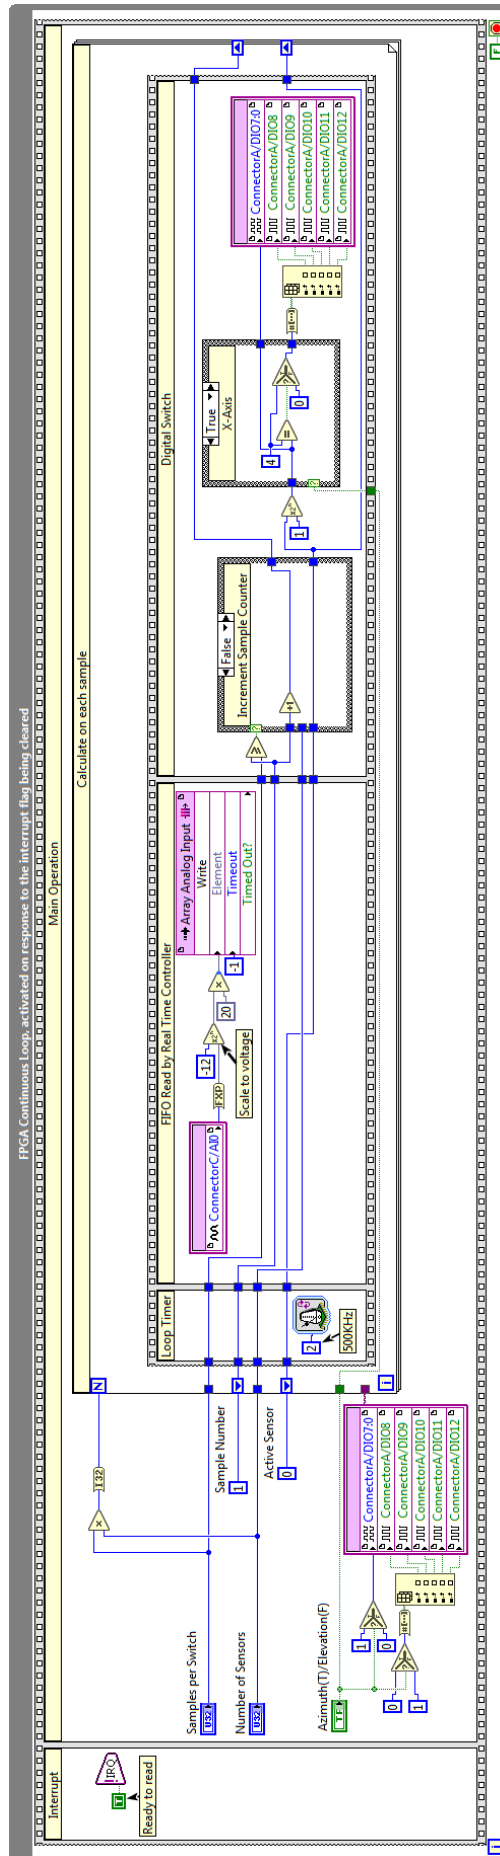 FPGA Continuous Loop, activated on response to the interrupt flag being cleared
Interrupt
IRQ
T
Ready to read
Main Operation
Samples per Switch
U32
Number of Sensors
U32
Azimuth(T)/Elevation(F)
TF
x
I32
N
Sample Number
1
Active Sensor
0
1
0
0
1
ConnectorA/DIO7:0
ConnectorA/DIO8
ConnectorA/DIO9
ConnectorA/DIO10
ConnectorA/DIO11
ConnectorA/DIO12
Calculate on each sample
i
Loop Timer
2
500KHz
FIFO Read by Real Time Controller
ConnectorC/AI0
FXP
-12
x2ⁿ
Scale to voltage
20
x
-1
Array Analog Input
Write
Element
Timeout
Timed Out?
Digital Switch
≥
False
Increment Sample Counter
+1
1
x2ⁿ
True
X-Axis
4
=
0
ConnectorA/DIO7:0
ConnectorA/DIO8
ConnectorA/DIO9
ConnectorA/DIO10
ConnectorA/DIO11
ConnectorA/DIO12
i
F